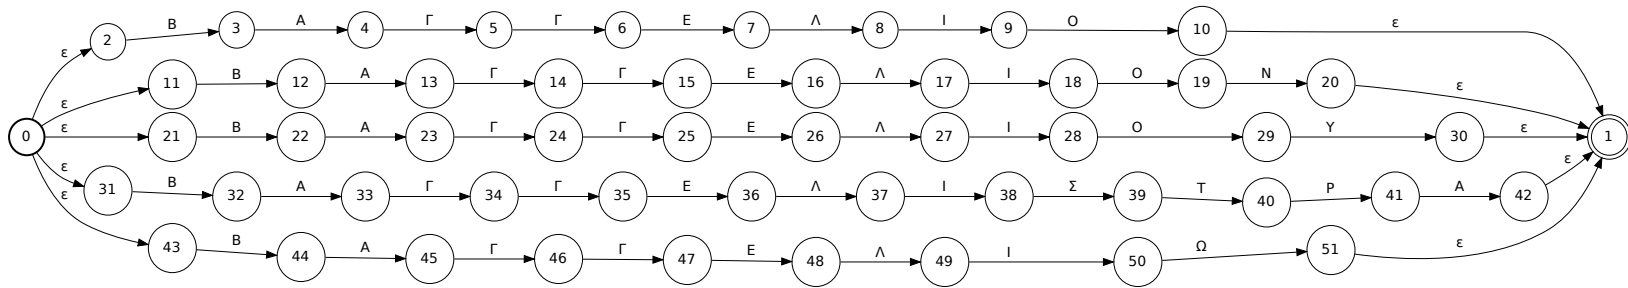 ε 2 Β 3 Α 4 Γ 5 Γ 6 Ε 7 Λ 8 Ι 9 Ο 10 ε
ε 11 Β 12 Α 13 Γ 14 Γ 15 Ε 16 Λ 17 Ι 18 Ο 19 Ν 20 ε
0 ε 21 Β 22 Α 23 Γ 24 Γ 25 Ε 26 Λ 27 Ι 28 Ο 29 Υ 30 ε 1
ε 31 Β 32 Α 33 Γ 34 Γ 35 Ε 36 Λ 37 Ι 38 Σ 39 Τ 40 Ρ 41 Α 42 ε
ε 43 Β 44 Α 45 Γ 46 Γ 47 Ε 48 Λ 49 Ι 50 Ω 51 ε